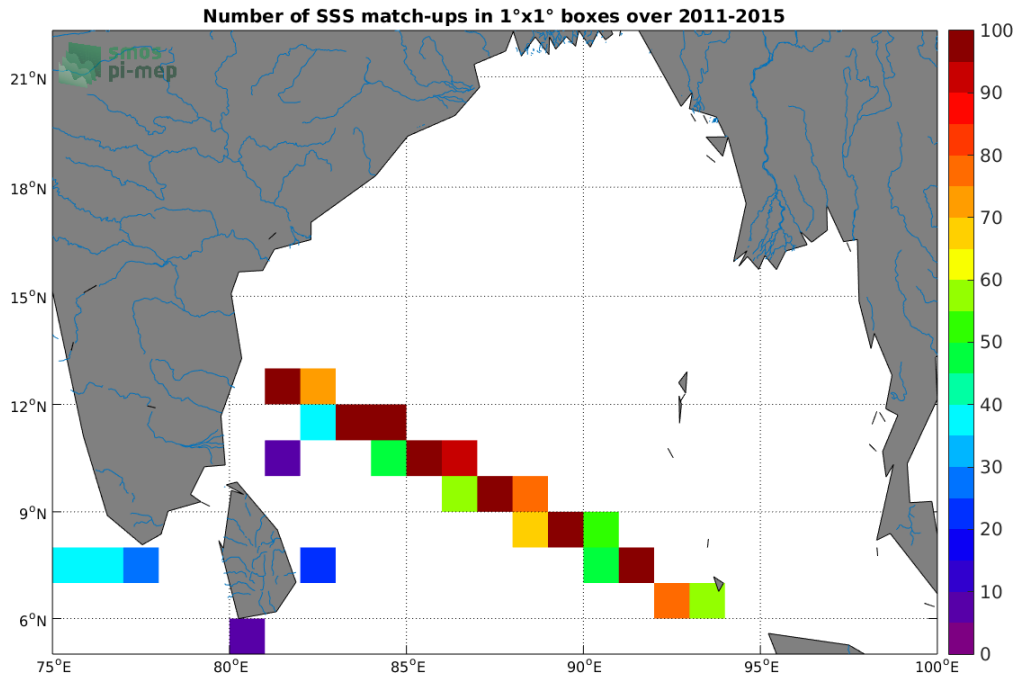 Number of SSS match-ups in 1°x1° boxes over 2011-2015
smos
pi-mep
21°N
18°N
15°N
12°N
9°N
6°N
75°E 80°E 85°E 90°E 95°E 100°E
100
90
80
70
60
50
40
30
20
10
0